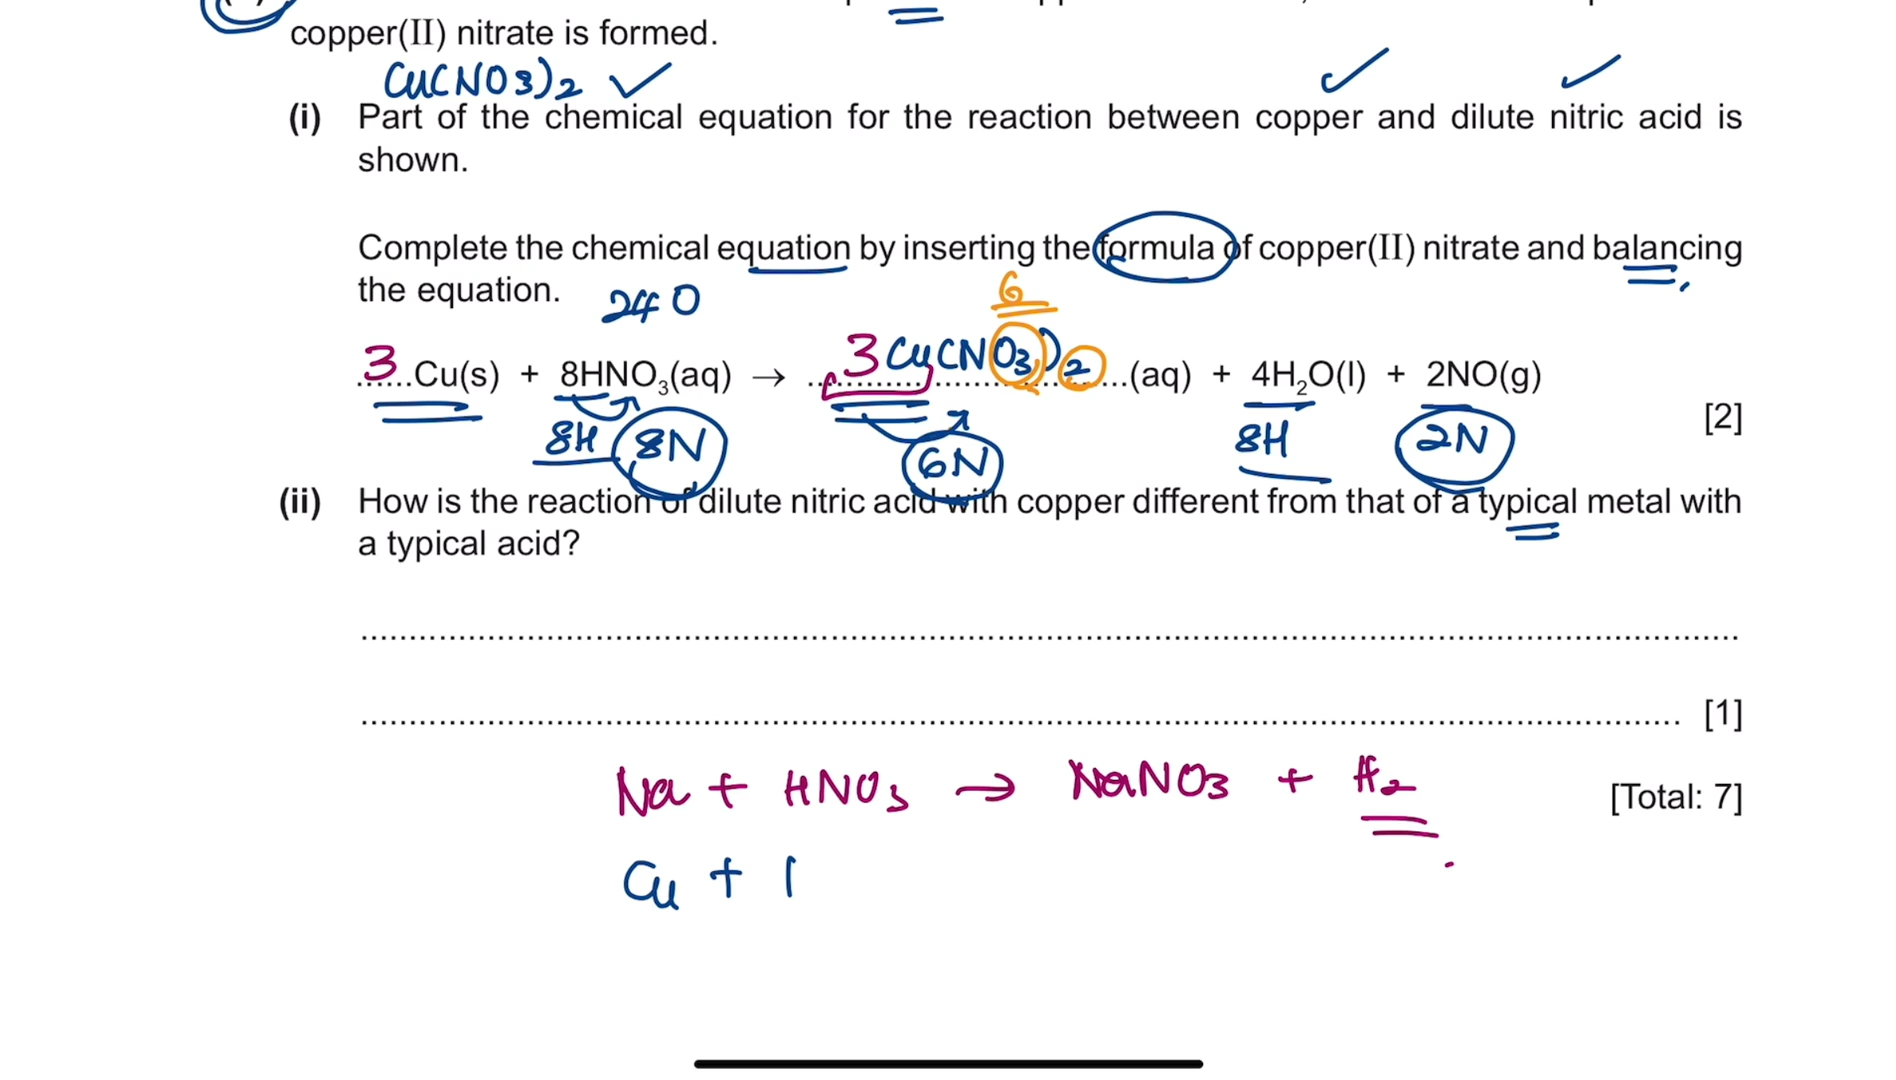 copper(II) nitrate is formed.
Cu(NO3)2 ✓ ✓ ✓
(i) Part of the chemical equation for the reaction between copper and dilute nitric acid is
shown.
Complete the chemical equation by inserting the formula of copper(II) nitrate and balancing
the equation.
24 O
6
3 Cu(s) + 8HNO₃(aq) → 3Cu(NO3)2 (aq) + 4H₂O(l) + 2NO(g)
[2]
8H 8N 6N 8H 2N
(ii) How is the reaction of dilute nitric acid with copper different from that of a typical metal with
a typical acid?
[1]
Na + HNO3 → NaNO3 + H2
[Total: 7]
Cu +